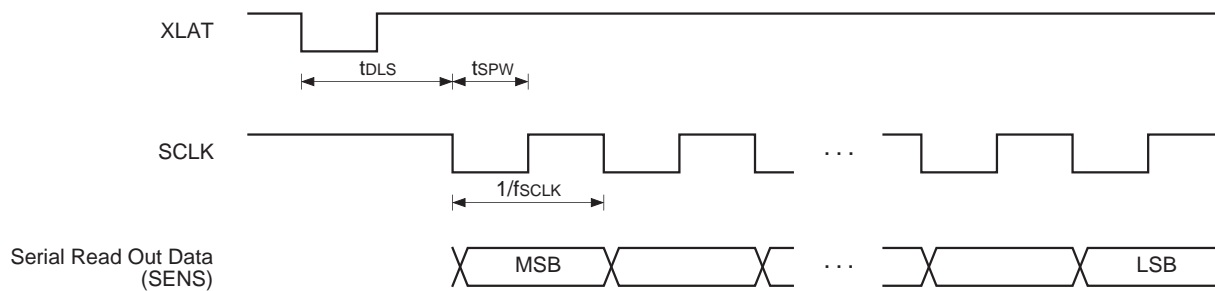 XLAT
tDLS
tSPW
SCLK
...
1/fSCLK
Serial Read Out Data
(SENS)
MSB
...
LSB